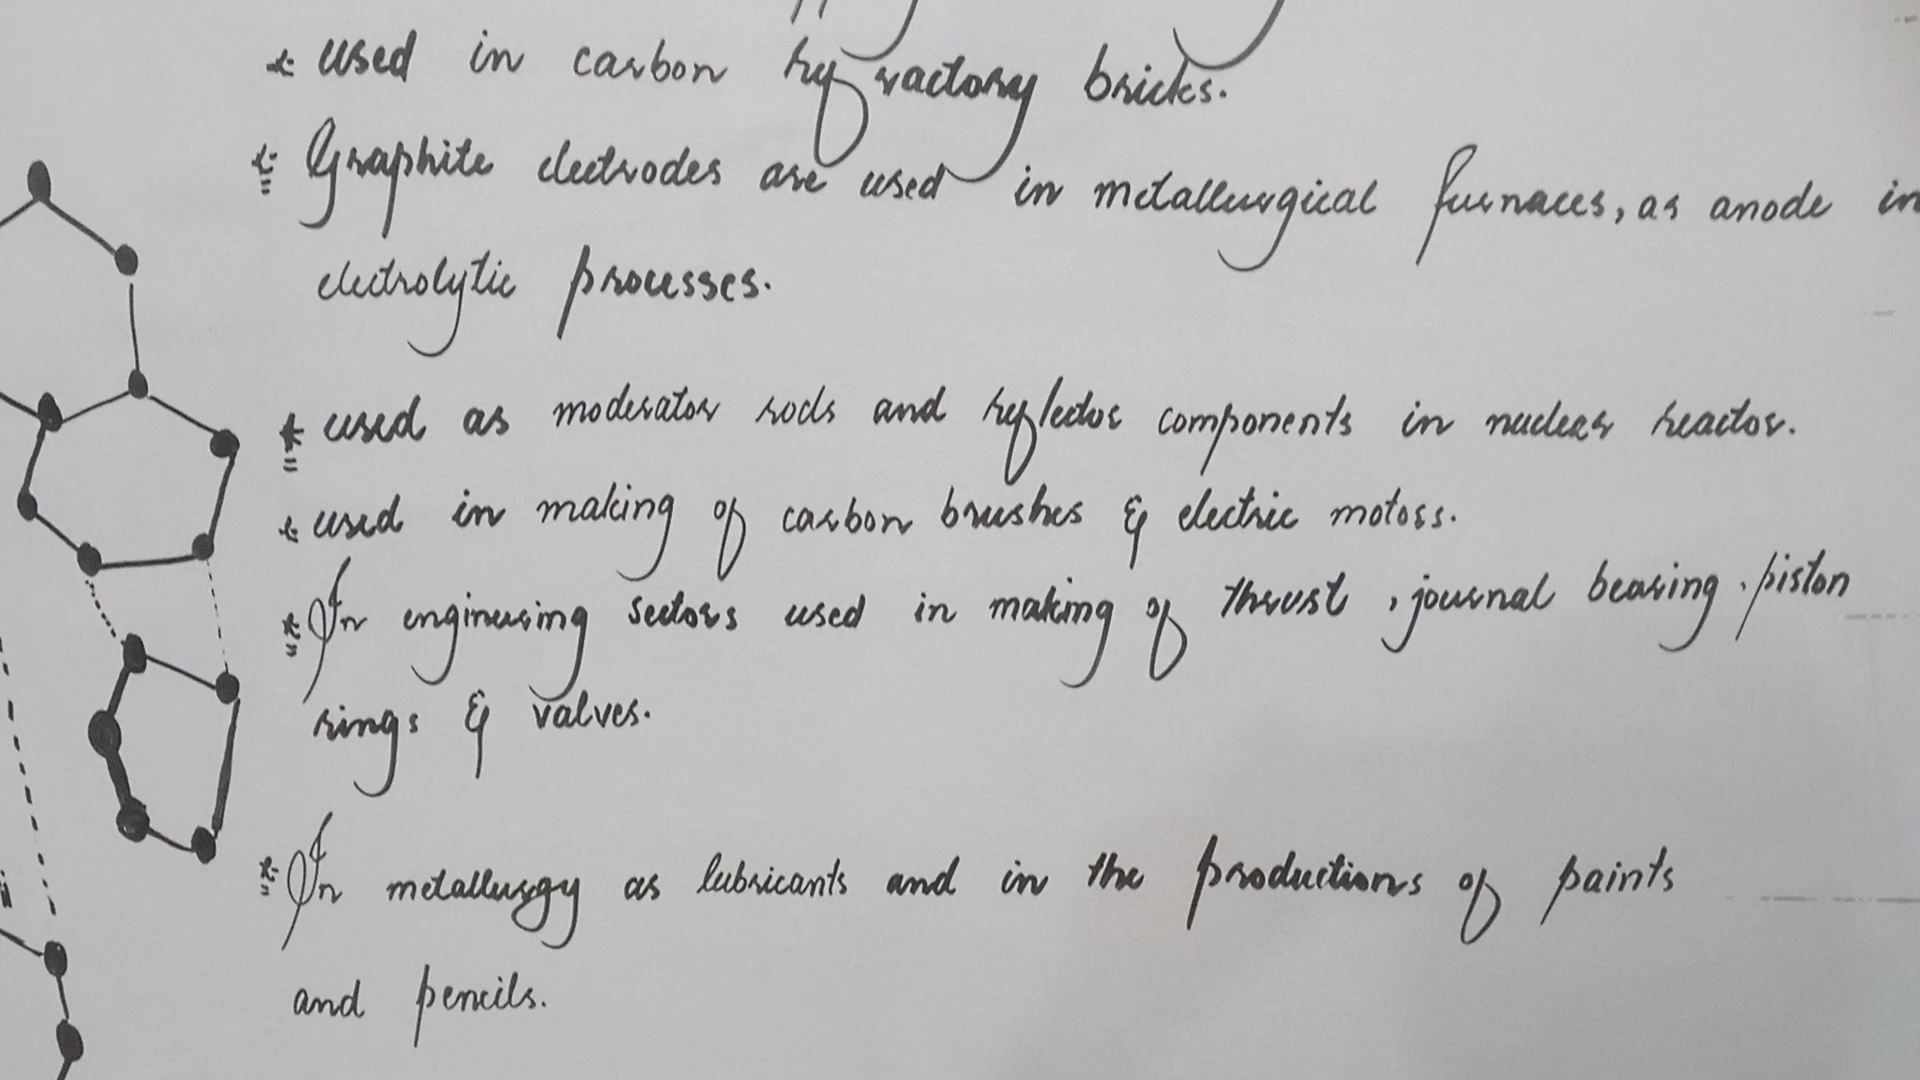 * used in carbon refractory bricks.
* Graphite electrodes are used in metallurgical furnaces, as anode in
electrolytic processes.
* used as moderator rods and reflector components in nuclear reactor.
* used in making of carbon brushes & electric motors.
* In engineering sectors used in making of thrust, journal bearing, piston
rings & valves.
* In metallurgy as lubricants and in the productions of paints
and pencils.